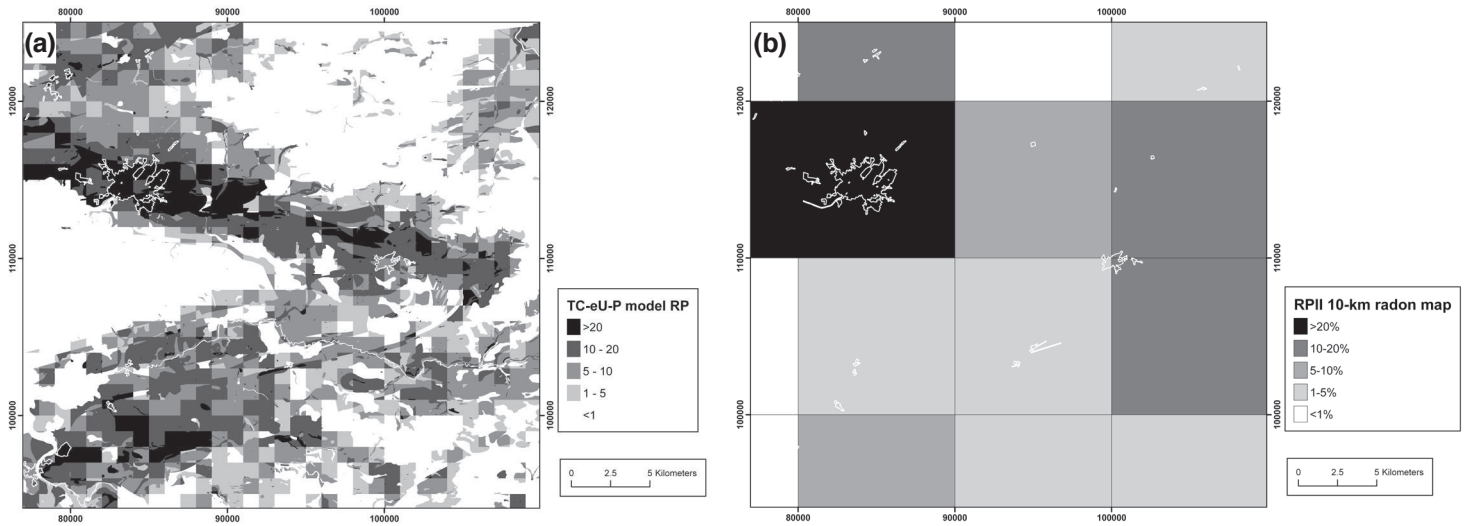 80000 90000 100000
(a)
120000 120000
110000 110000
100000 100000
80000 90000 100000
TC-eU-P model RP
>20
10 - 20
5 - 10
1 - 5
<1
0 2.5 5 Kilometers
80000 90000 100000
(b)
120000 120000
110000 110000
100000 100000
80000 90000 100000
RPII 10-km radon map
>20%
10-20%
5-10%
1-5%
<1%
0 2.5 5 Kilometers